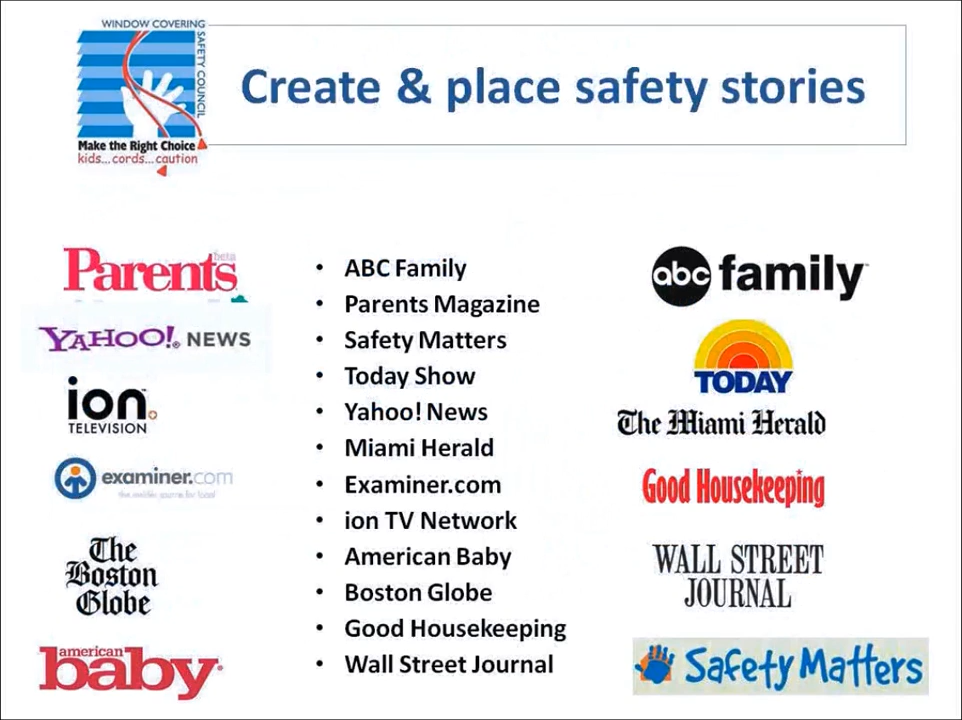 WINDOW COVERING
SAFETY COUNCIL
Make the Right Choice
kids...cords...caution
Create & place safety stories
Parents
beta
YAHOO! NEWS
ion
TELEVISION
examiner.com
The
Boston
Globe
american
baby
• ABC Family
• Parents Magazine
• Safety Matters
• Today Show
• Yahoo! News
• Miami Herald
• Examiner.com
• ion TV Network
• American Baby
• Boston Globe
• Good Housekeeping
• Wall Street Journal
abc family
TODAY
The Miami Herald
Good Housekeeping
WALL STREET
JOURNAL
Safety Matters